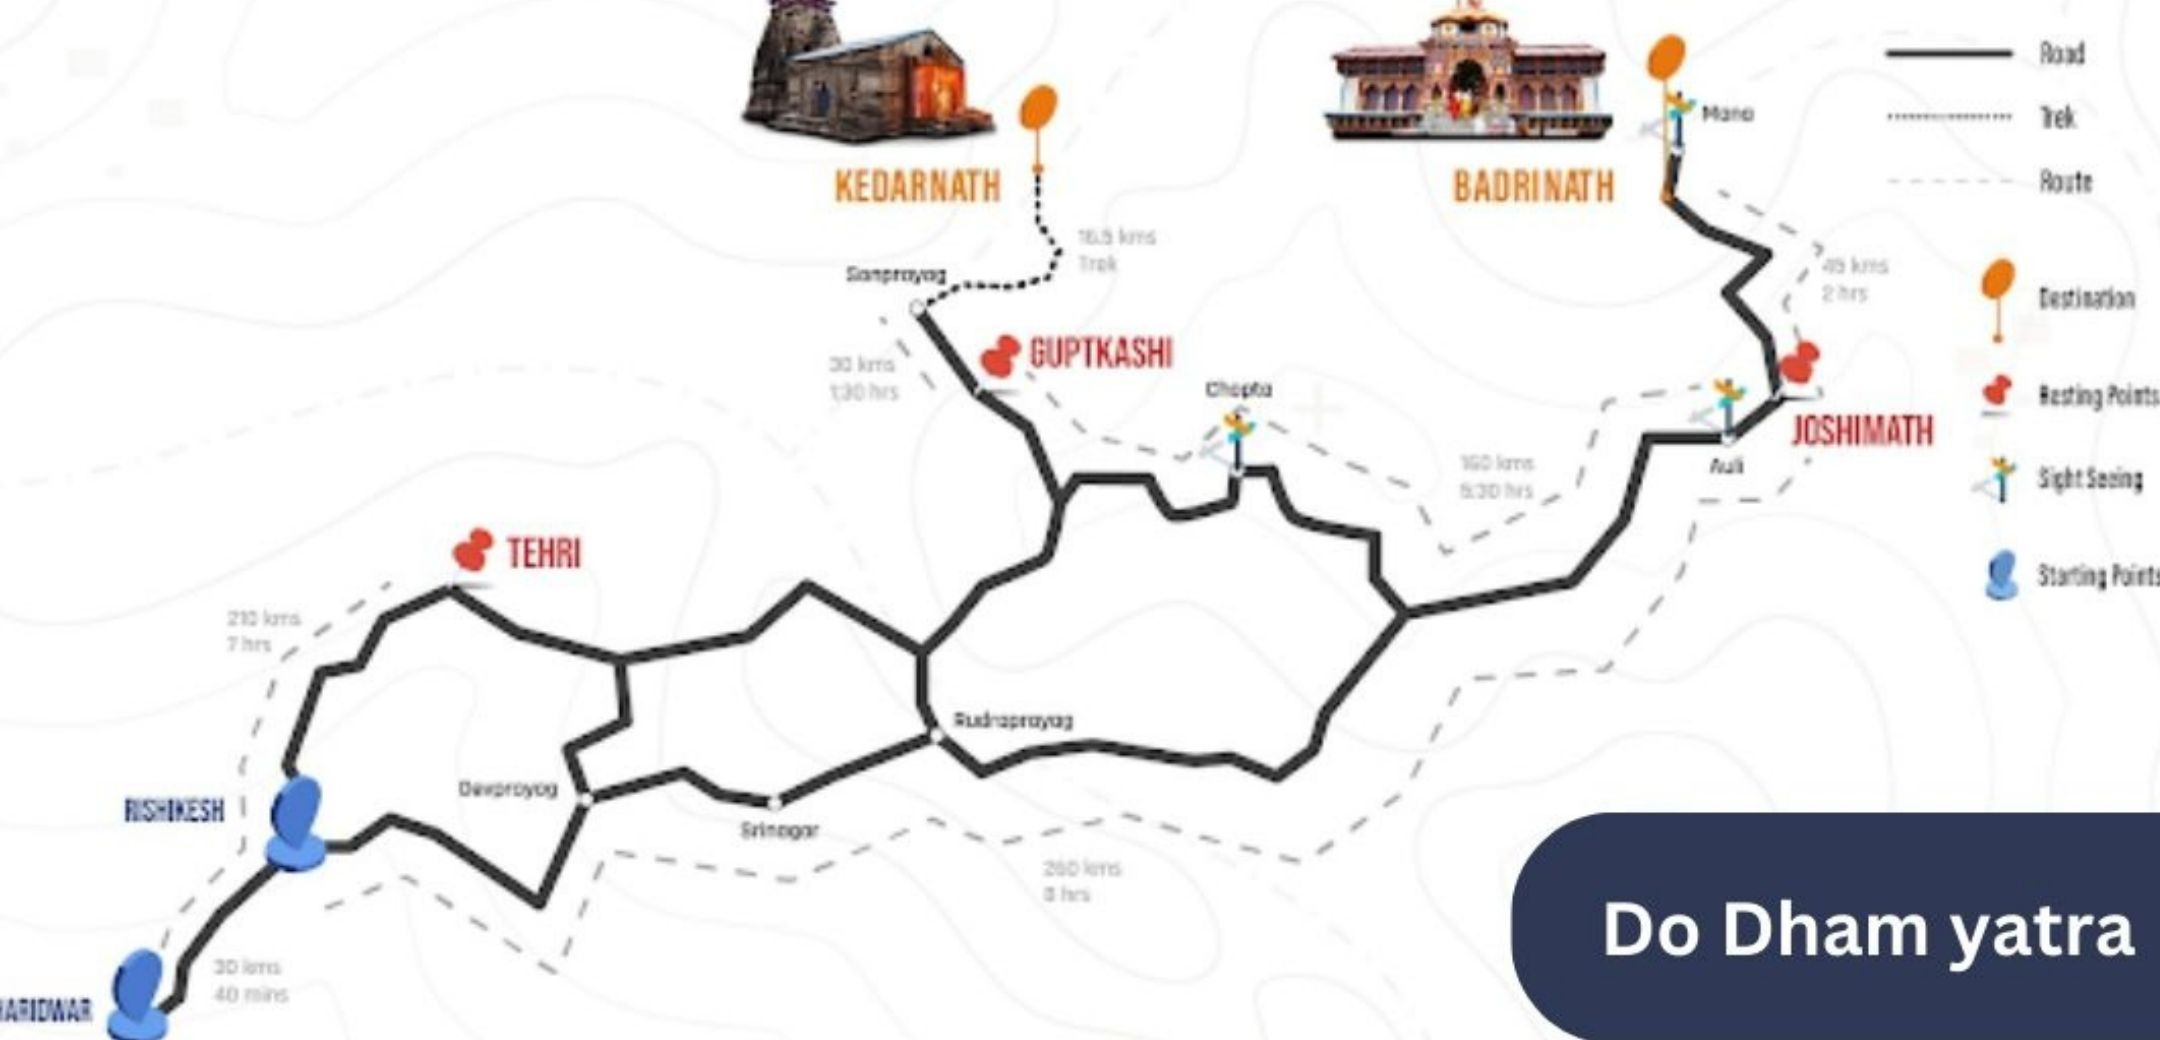 Road
Mana
Trek
KEDARNATH
BADRINATH
Route
16.5 kms
Trek
Sonprayag
45 kms
2 hrs
Destination
GUPTKASHI
30 kms
1:30 hrs
Chopta
Resting Points
JOSHIMATH
160 kms
5:30 hrs
Auli
Sight Seeing
TEHRI
Starting Points
210 kms
7 hrs
Rudraprayag
Devprayag
RISHIKESH
Srinagar
260 kms
8 hrs
Do Dham yatra
30 kms
40 mins
HARIDWAR